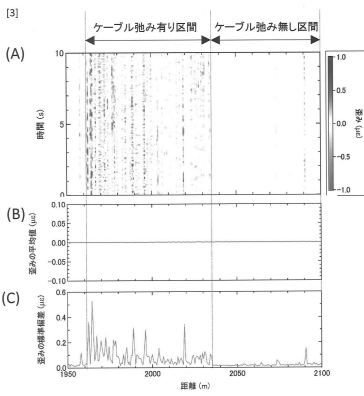 [3]
ケーブル弛み有り区間 ケーブル弛み無し区間
(A)
時間 (s)
10
5
0
1.0
0.5
0.0
-0.5
-1.0
歪み (με)
(B)
歪みの平均値 (με)
0.10
0.05
0.00
-0.05
-0.10
(C)
歪みの標準偏差 (με)
0.6
0.4
0.2
0.0
1950 2000 2050 2100
距離 (m)